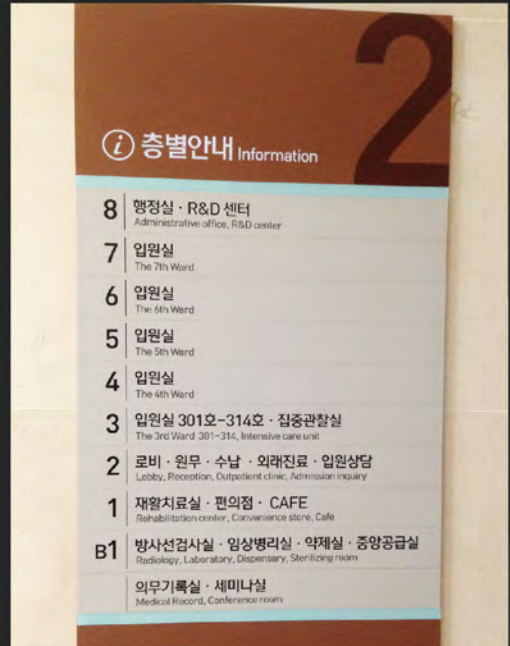 2
i 층별안내 Information
8 행정실 · R&D 센터
Administrative office, R&D center
7 입원실
The 7th Ward
6 입원실
The 6th Ward
5 입원실
The 5th Ward
4 입원실
The 4th Ward
3 입원실 301호-314호 · 집중관찰실
The 3rd Ward 301-314, Intensive care unit
2 로비 · 원무 · 수납 · 외래진료 · 입원상담
Lobby, Reception, Outpatient clinic, Admission inquiry
1 재활치료실 · 편의점 · CAFE
Rehabilitation center, Convenience store, Cafe
B1 방사선검사실 · 임상병리실 · 약제실 · 중앙공급실
Radiology, Laboratory, Dispensary, Sterilizing room
의무기록실 · 세미나실
Medical Record, Conference room